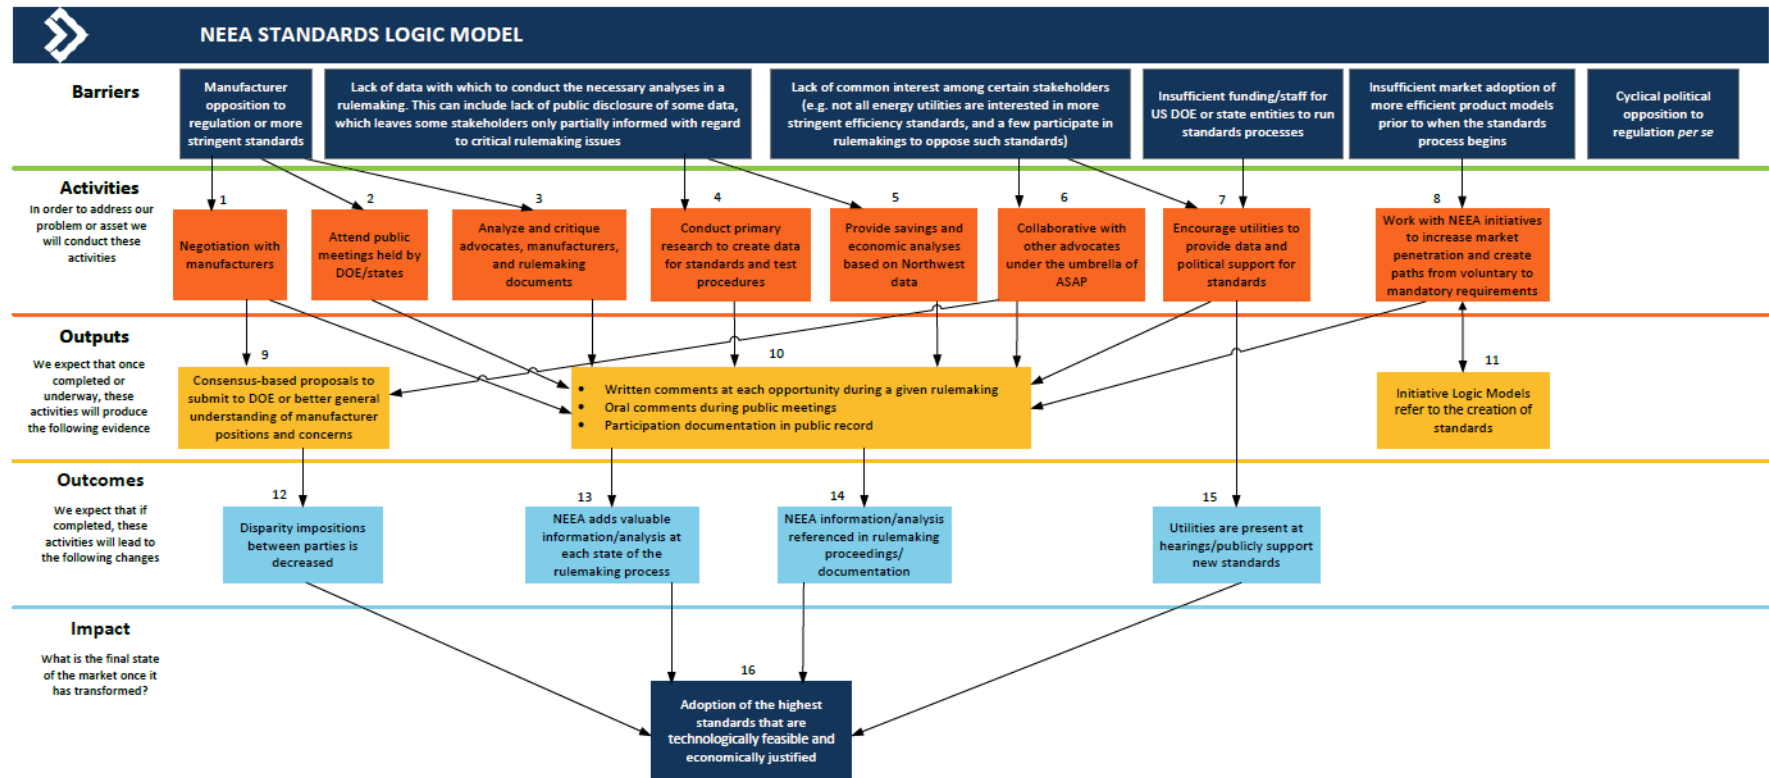 NEEA STANDARDS LOGIC MODEL
Barriers
Manufacturer
opposition to
regulation or more
stringent standards
Lack of data with which to conduct the necessary analyses in a
rulemaking. This can include lack of public disclosure of some data,
which leaves some stakeholders only partially informed with regard
to critical rulemaking issues
Lack of common interest among certain stakeholders
(e.g. not all energy utilities are interested in more
stringent efficiency standards, and a few participate in
rulemakings to oppose such standards)
Insufficient funding/staff for
US DOE or state entities to run
standards processes
Insufficient market adoption of
more efficient product models
prior to when the standards
process begins
Cyclical political
opposition to
regulation per se
Activities
In order to address our
problem or asset we
will conduct these
activities
1
Negotiation with
manufacturers
2
Attend public
meetings held by
DOE/states
3
Analyze and critique
advocates, manufacturers,
and rulemaking
documents
4
Conduct primary
research to create data
for standards and test
procedures
5
Provide savings and
economic analyses
based on Northwest
data
6
Collaborative with
other advocates
under the umbrella of
ASAP
7
Encourage utilities to
provide data and
political support for
standards
8
Work with NEEA initiatives
to increase market
penetration and create
paths from voluntary to
mandatory requirements
Outputs
We expect that once
completed or
underway, these
activities will produce
the following evidence
9
Consensus-based proposals to
submit to DOE or better general
understanding of manufacturer
positions and concerns
10
• Written comments at each opportunity during a given rulemaking
• Oral comments during public meetings
• Participation documentation in public record
11
Initiative Logic Models
refer to the creation of
standards
Outcomes
We expect that if
completed, these
activities will lead to
the following changes
12
Disparity impositions
between parties is
decreased
13
NEEA adds valuable
information/analysis at
each state of the
rulemaking process
14
NEEA information/analysis
referenced in rulemaking
proceedings/
documentation
15
Utilities are present at
hearings/publicly support
new standards
Impact
What is the final state
of the market once it
has transformed?
16
Adoption of the highest
standards that are
technologically feasible and
economically justified